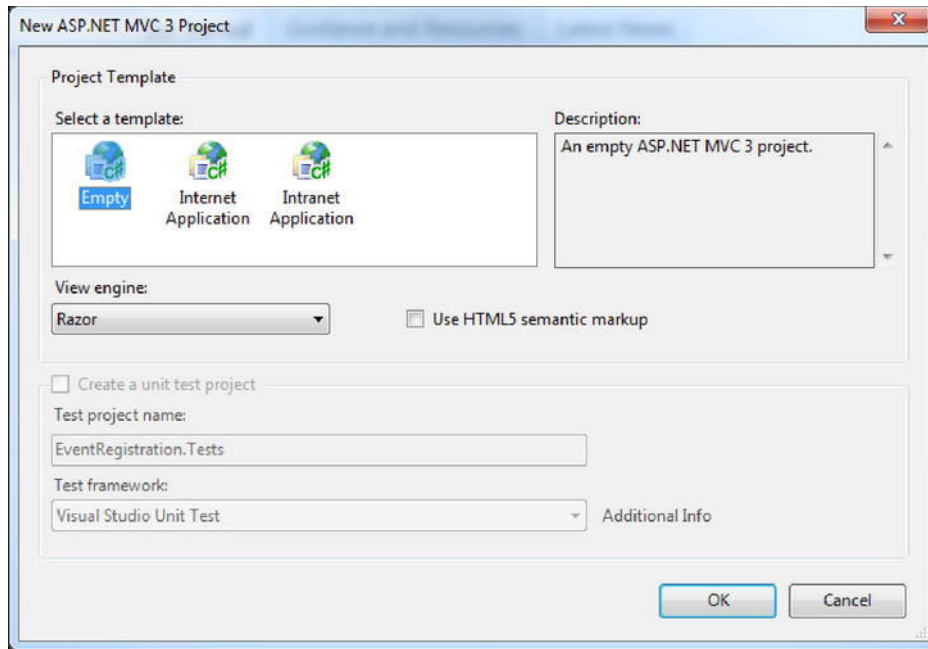 New ASP.NET MVC 3 Project
Project Template
Select a template:
Description:
Empty
Internet Application
Intranet Application
An empty ASP.NET MVC 3 project.
View engine:
Razor
Use HTML5 semantic markup
Create a unit test project
Test project name:
EventRegistration.Tests
Test framework:
Visual Studio Unit Test
Additional Info
OK
Cancel